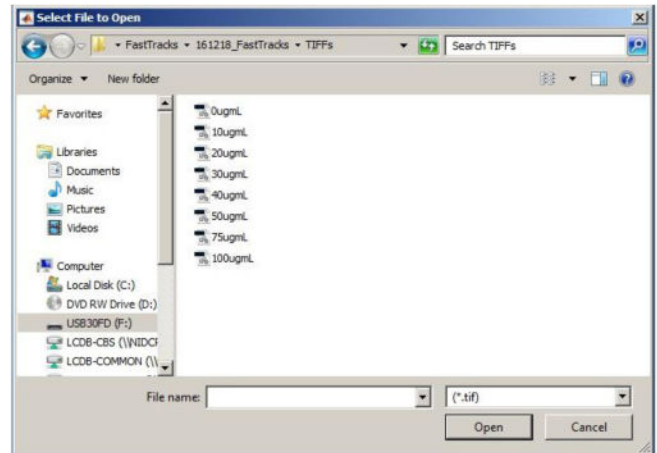 Select File to Open
FastTracks 161218_FastTracks TIFFs
Search TIFFs
Organize
New folder
Favorites
Libraries
Documents
Music
Pictures
Videos
Computer
Local Disk (C:)
DVD RW Drive (D:)
USB30FD (F:)
LCDB-CBS (\\NIDCF
LCDB-COMMON (\\
0ugmL
10ugmL
20ugmL
30ugmL
40ugmL
50ugmL
75ugmL
100ugmL
File name:
(*.tif)
Open
Cancel